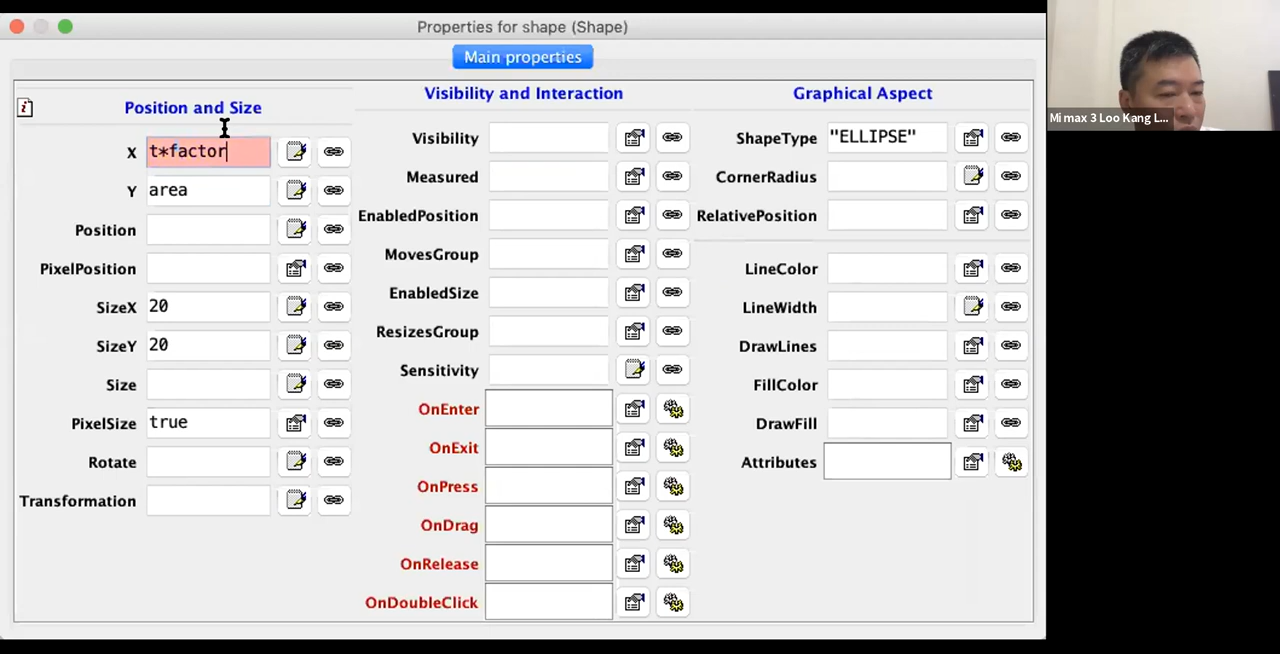 Properties for shape (Shape)
Main properties
Position and Size
X t*factor
Y area
Position
PixelPosition
SizeX 20
SizeY 20
Size
PixelSize true
Rotate
Transformation
Visibility and Interaction
Visibility
Measured
EnabledPosition
MovesGroup
EnabledSize
ResizesGroup
Sensitivity
OnEnter
OnExit
OnPress
OnDrag
OnRelease
OnDoubleClick
Graphical Aspect
ShapeType "ELLIPSE"
CornerRadius
RelativePosition
LineColor
LineWidth
DrawLines
FillColor
DrawFill
Attributes
Mi max 3 Loo Kang L...